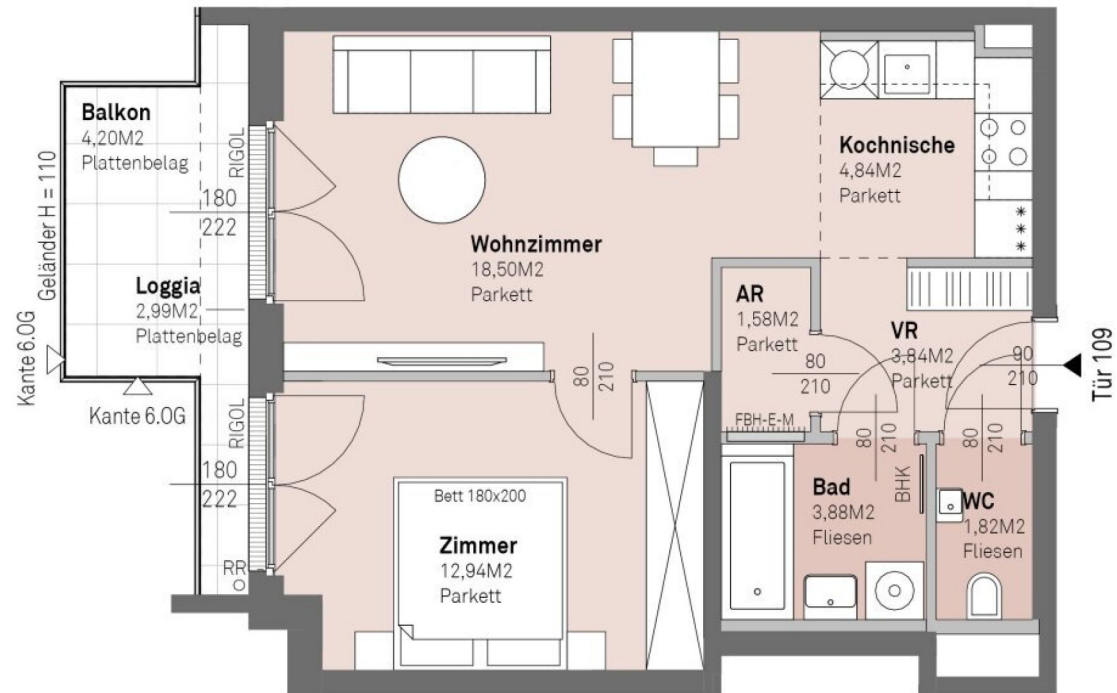 Balkon
4,20M2
Plattenbelag
Geländer H = 110
RIGOL
180
222
Loggia
2,99M2
Plattenbelag
Kante 6.OG
Kante 6.OG
Wohnzimmer
18,50M2
Parkett
Kochnische
4,84M2
Parkett
AR
1,58M2
Parkett
80
210
FBH-E-M
VR
3,84M2
Parkett
90
210
Tür 109
80
210
RIGOL
180
222
RR
Bett 180x200
Zimmer
12,94M2
Parkett
80
210
Bad
3,88M2
Fliesen
BHK
80
210
WC
1,82M2
Fliesen